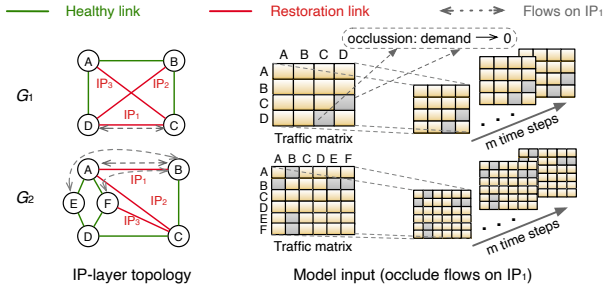 Healthy link Restoration link Flows on IP1
occlussion: demand → 0
G1
A B
IP3 IP2
IP1
D C
A B C D
A
B
C
D
Traffic matrix
m time steps
G2
A B
IP1
E F
IP2
IP3
D C
A B C D E F
A
B
C
D
E
F
Traffic matrix
m time steps
IP-layer topology Model input (occlude flows on IP1)